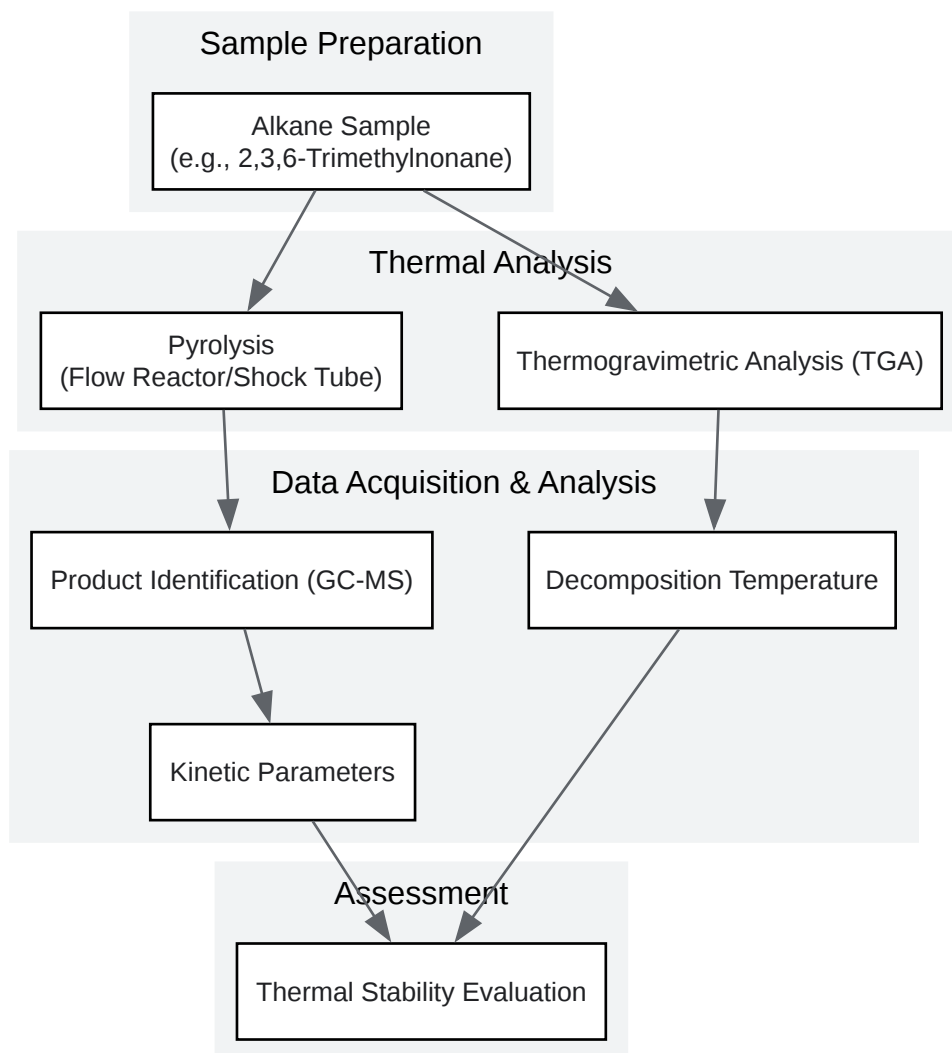 Sample Preparation
Alkane Sample
(e.g., 2,3,6-Trimethylnonane)
Thermal Analysis
Pyrolysis
(Flow Reactor/Shock Tube)
Thermogravimetric Analysis (TGA)
Data Acquisition & Analysis
Product Identification (GC-MS)
Decomposition Temperature
Kinetic Parameters
Assessment
Thermal Stability Evaluation